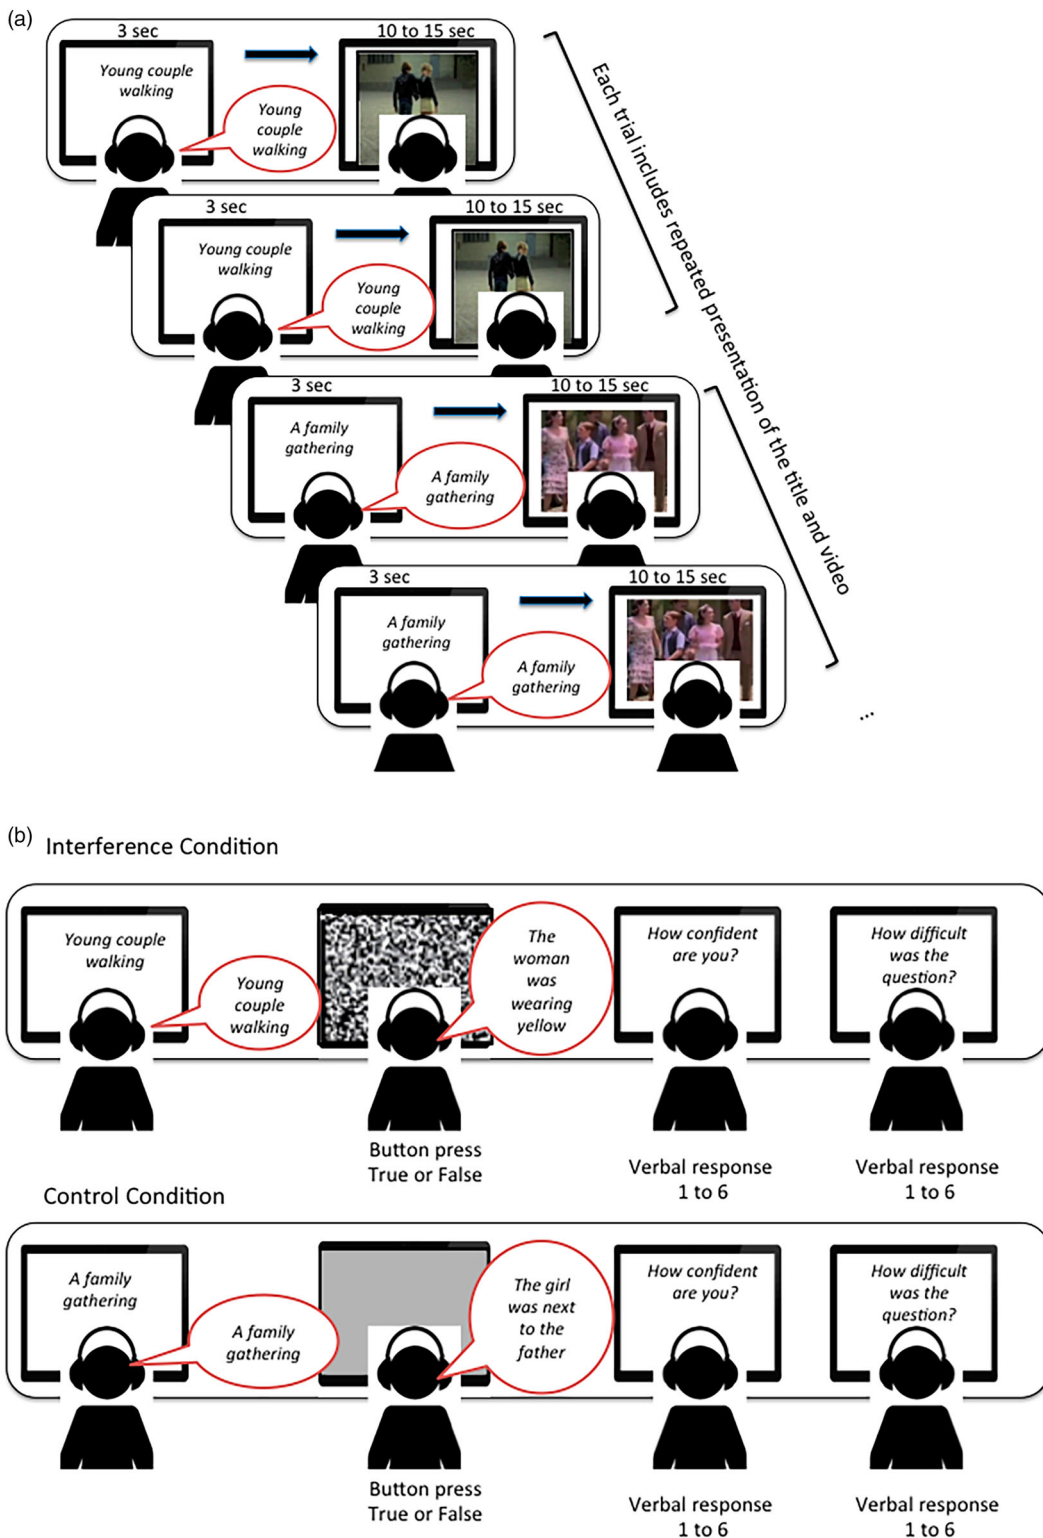 (a)
3 sec
10 to 15 sec
Young couple
walking
Young
couple
walking
3 sec
10 to 15 sec
Young couple
walking
Young
couple
walking
3 sec
10 to 15 sec
A family
gathering
A family
gathering
3 sec
10 to 15 sec
A family
gathering
A family
gathering
Each trial includes repeated presentation of the title and video
...
(b)
Interference Condition
Young couple
walking
Young
couple
walking
The
woman
was
wearing
yellow
How confident
are you?
How difficult
was the
question?
Button press
True or False
Verbal response
1 to 6
Verbal response
1 to 6
Control Condition
A family
gathering
A family
gathering
The girl
was next
to the
father
How confident
are you?
How difficult
was the
question?
Button press
True or False
Verbal response
1 to 6
Verbal response
1 to 6